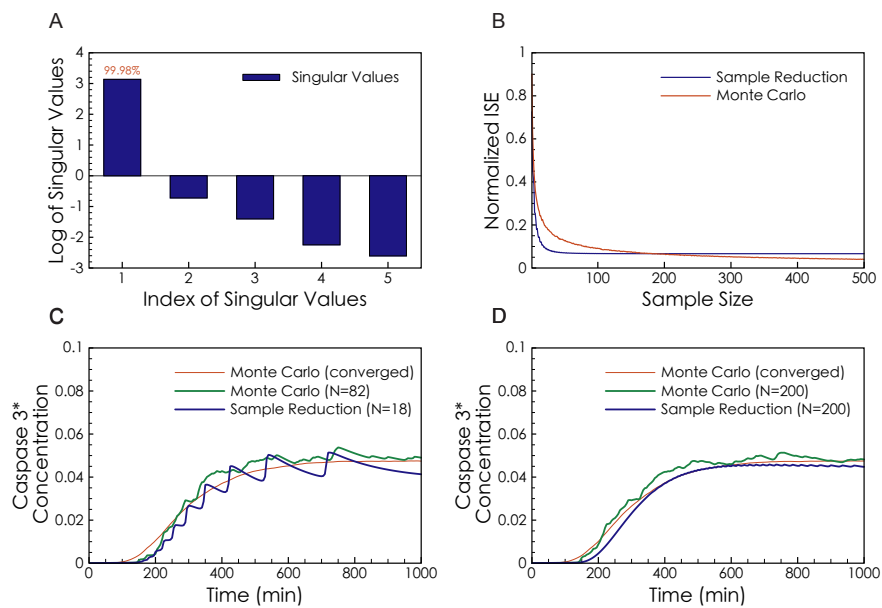 A
Log of Singular Values
4
3
2
1
0
-1
-2
-3
99.98%
Singular Values
1 2 3 4 5
Index of Singular Values
B
Normalized ISE
1
0.8
0.6
0.4
0.2
0
Sample Reduction
Monte Carlo
100 200 300 400 500
Sample Size
C
Caspase 3*
Concentration
0.1
0.08
0.06
0.04
0.02
0
Monte Carlo (converged)
Monte Carlo (N=82)
Sample Reduction (N=18)
0 200 400 600 800 1000
Time (min)
D
Caspase 3*
Concentration
0.1
0.08
0.06
0.04
0.02
0
Monte Carlo (converged)
Monte Carlo (N=200)
Sample Reduction (N=200)
0 200 400 600 800 1000
Time (min)